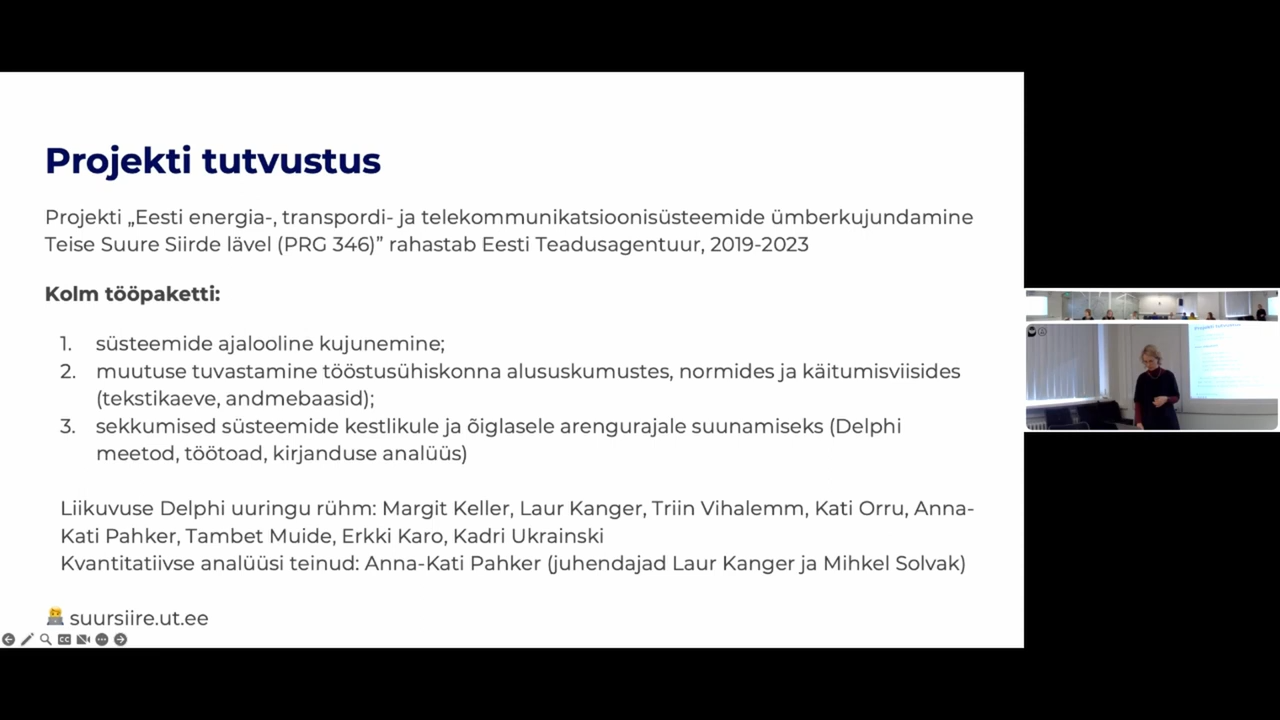 Projekti tutvustus
Projekti „Eesti energia-, transpordi- ja telekommunikatsioonisüsteemide ümberkujundamine
Teise Suure Siirde lävel (PRG 346)” rahastab Eesti Teadusagentuur, 2019-2023
Kolm tööpaketti:
1. süsteemide ajalooline kujunemine;
2. muutuse tuvastamine tööstusühiskonna alususkumustes, normides ja käitumisviisides
(tekstikaeve, andmebaasid);
3. sekkumised süsteemide kestlikule ja õiglasele arengurajale suunamiseks (Delphi
meetod, töötoad, kirjanduse analüüs)
Liikuvuse Delphi uuringu rühm: Margit Keller, Laur Kanger, Triin Vihalemm, Kati Orru, Anna-
Kati Pahker, Tambet Muide, Erkki Karo, Kadri Ukrainski
Kvantitatiivse analüüsi teinud: Anna-Kati Pahker (juhendajad Laur Kanger ja Mihkel Solvak)
suursiire.ut.ee
CC
Projekti tutvustus